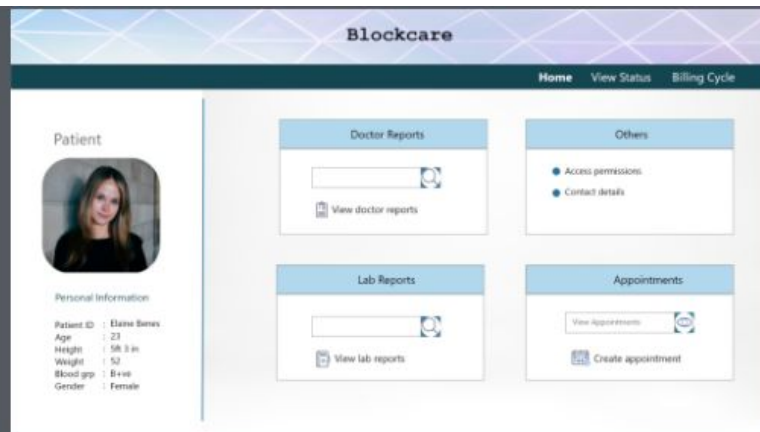 Blockcare
Home View Status Billing Cycle
Patient
Personal Information
Patient ID : Elaine Benes
Age : 23
Height : 5ft 3 in
Weight : 52
Blood grp : B+ve
Gender : Female
Doctor Reports
View doctor reports
Others
Access permissions
Contact details
Lab Reports
View lab reports
Appointments
View Appointments
Create appointment